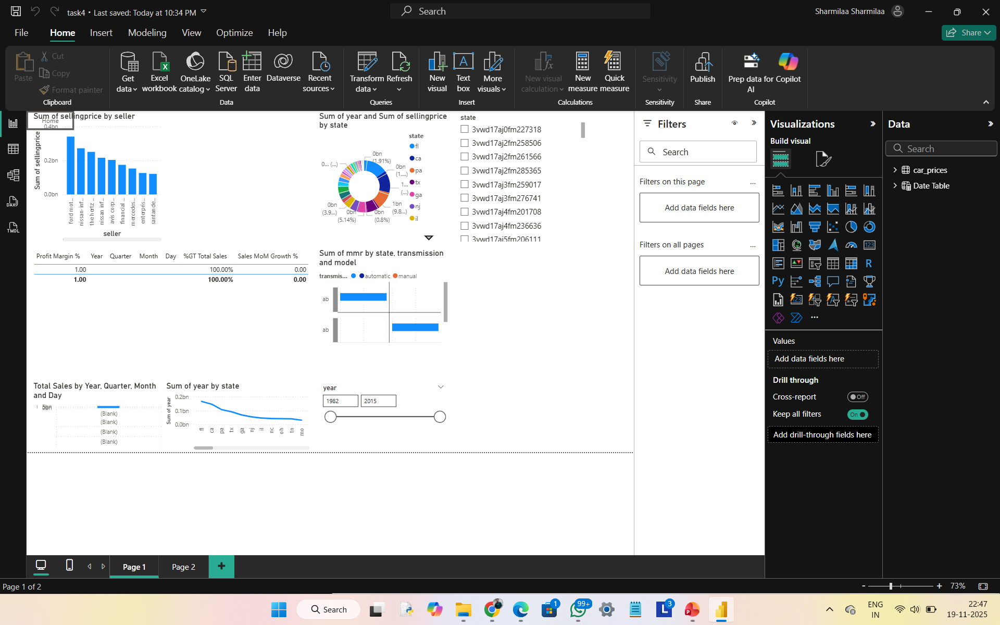 task4 • Last saved: Today at 10:34 PM
Search
Sharmilaa Sharmilaa
File
Home
Insert
Modeling
View
Optimize
Help
Share
Paste
Cut
Copy
Format painter
Clipboard
Get data
Excel workbook
OneLake catalog
SQL Server
Enter data
Dataverse
Recent sources
Data
Transform data
Refresh
Queries
New visual
Text box
More visuals
Insert
New visual calculation
New measure
Quick measure
Calculations
Sensitivity
Sensitivity
Publish
Share
Prep data for AI
Copilot
Copilot
DAX
TMDL
Sum of sellingprice by seller
Home
Sum of sellingprice
0.4bn
0.2bn
0.0bn
ford mot...
nissan-inf...
the hertz ...
nissan inf...
avis corp...
financial ...
mercedes...
enterpris...
santande...
seller
Sum of year and Sum of sellingprice by state
0bn (1.91%)
0bn (1....)
1... (...)
1bn (9.8...)
0bn (0.8%)
0bn (5.14%)
0bn (3.9...)
0... (...)
state
fl
ca
pa
tx
ga
nj
il
state
3vwd17aj0fm227318
3vwd17aj2fm258506
3vwd17aj2fm261566
3vwd17aj2fm285365
3vwd17aj3fm259017
3vwd17aj3fm276741
3vwd17aj4fm201708
3vwd17aj4fm236636
3vwd17aj5fm206111
Profit Margin % Year Quarter Month Day %GT Total Sales Sales MoM Growth %
1.00 100.00% 0.00
1.00 100.00% 0.00
Sum of mmr by state, transmission and model
transmis... automatic manual
ab
ab
Total Sales by Year, Quarter, Month and Day
5bn
0bn
(Blank)
(Blank)
(Blank)
(Blank)
Sum of year by state
Sum of year
0.2bn
0.1bn
0.0bn
fl ca pa tx ga nj il nc oh tn mo
year
1982 2015
Filters
Search
Filters on this page ...
Add data fields here
Filters on all pages ...
Add data fields here
Visualizations
Build visual
123
R
Py
123
...
Values
Add data fields here
Drill through
Cross-report Off
Keep all filters On
Add drill-through fields here
Data
Search
car_prices
Date Table
Page 1
Page 2
+
Page 1 of 2
- + 73%
Search
1
99+
L 3
ENG
IN
22:47
19-11-2025